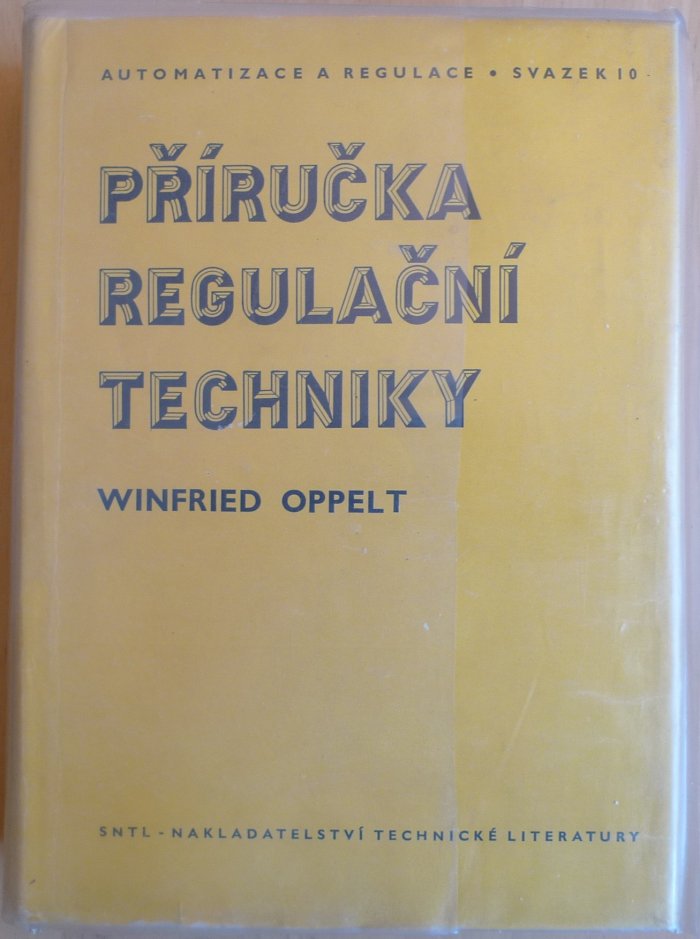 AUTOMATIZACE A REGULACE • SVAZEK 10
PŘÍRUČKA
REGULAČNÍ
TECHNIKY
WINFRIED OPPELT
SNTL - NAKLADATELSTVÍ TECHNICKÉ LITERATURY